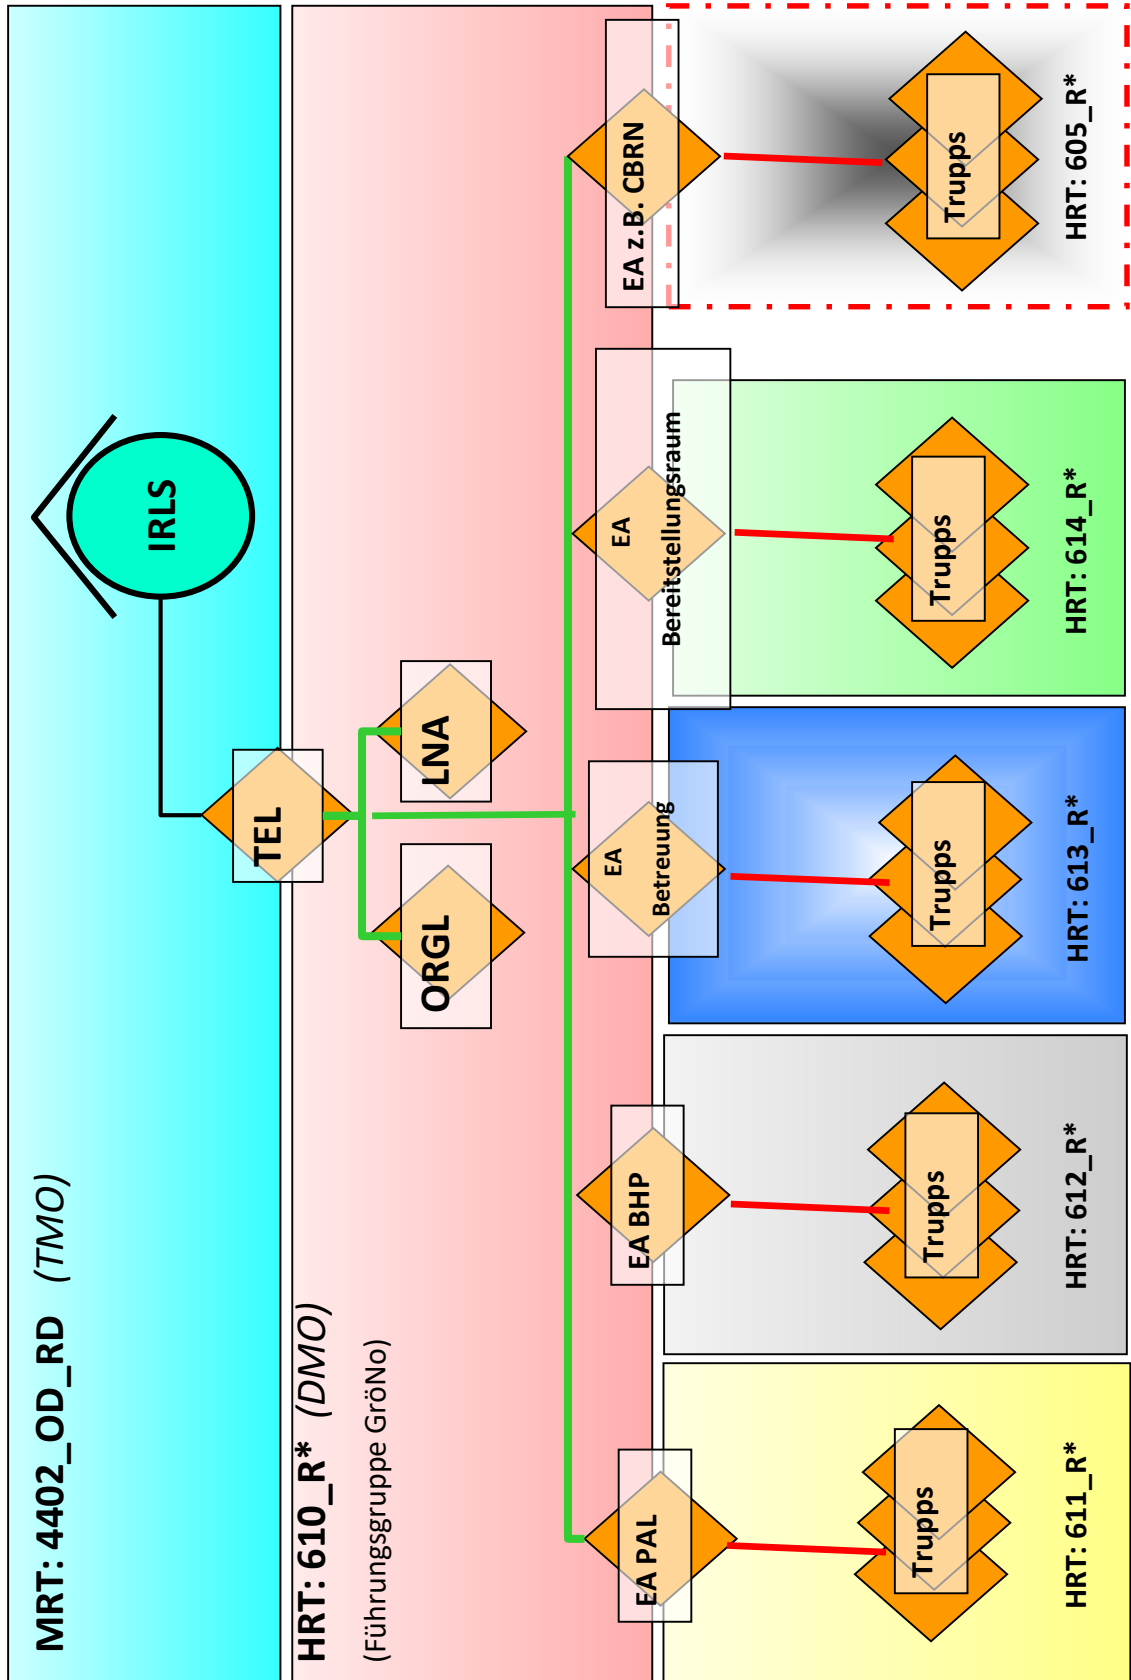 MRT: 4402_OD_RD (TMO)
IRLS
TEL
HRT: 610_R* (DMO)
(Führungsgruppe GröNo)
ORGL
LNA
EA PAL
EA BHP
EA
Betreuung
EA
Bereitstellungsraum
EA z.B. CBRN
Trupps
Trupps
Trupps
Trupps
Trupps
HRT: 611_R*
HRT: 612_R*
HRT: 613_R*
HRT: 614_R*
HRT: 605_R*